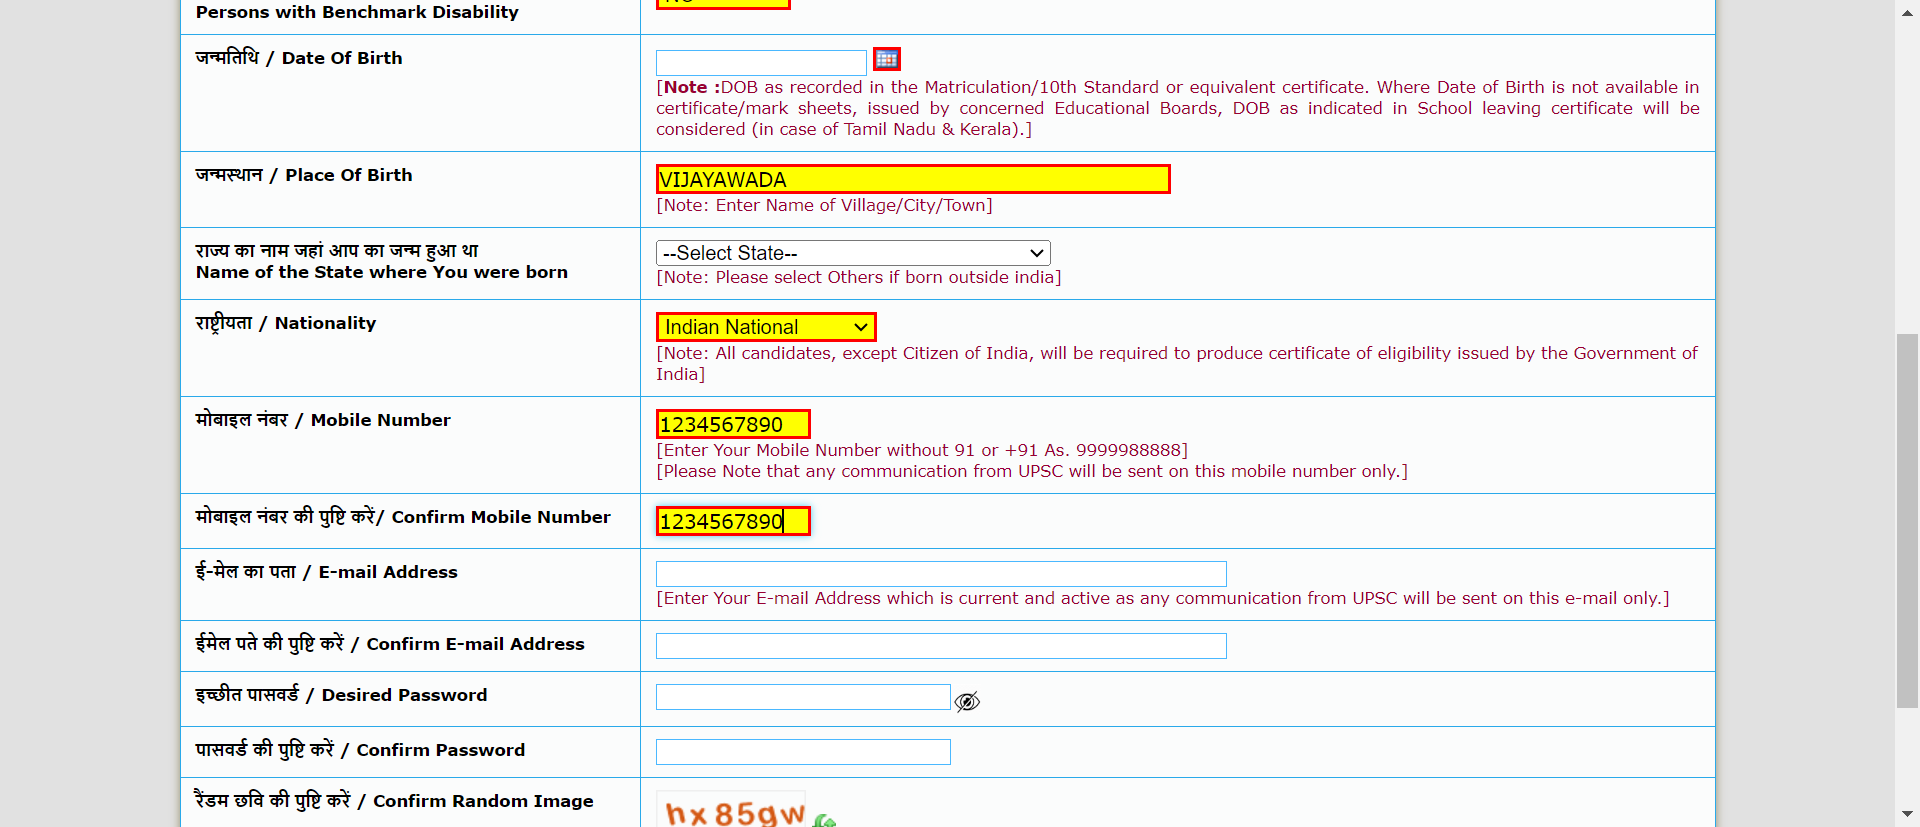 Persons with Benchmark Disability
जन्मतिथि / Date Of Birth
[Note :DOB as recorded in the Matriculation/10th Standard or equivalent certificate. Where Date of Birth is not available in
certificate/mark sheets, issued by concerned Educational Boards, DOB as indicated in School leaving certificate will be
considered (in case of Tamil Nadu & Kerala).]
जन्मस्थान / Place Of Birth
VIJAYAWADA
[Note: Enter Name of Village/City/Town]
राज्य का नाम जहां आप का जन्म हुआ था
Name of the State where You were born
--Select State--
[Note: Please select Others if born outside india]
राष्ट्रीयता / Nationality
Indian National
[Note: All candidates, except Citizen of India, will be required to produce certificate of eligibility issued by the Government of
India]
मोबाइल नंबर / Mobile Number
1234567890
[Enter Your Mobile Number without 91 or +91 As. 9999988888]
[Please Note that any communication from UPSC will be sent on this mobile number only.]
मोबाइल नंबर की पुष्टि करें/ Confirm Mobile Number
1234567890
ई-मेल का पता / E-mail Address
[Enter Your E-mail Address which is current and active as any communication from UPSC will be sent on this e-mail only.]
ईमेल पते की पुष्टि करें / Confirm E-mail Address
इच्छीत पासवर्ड / Desired Password
पासवर्ड की पुष्टि करें / Confirm Password
रैंडम छवि की पुष्टि करें / Confirm Random Image
hx85gw